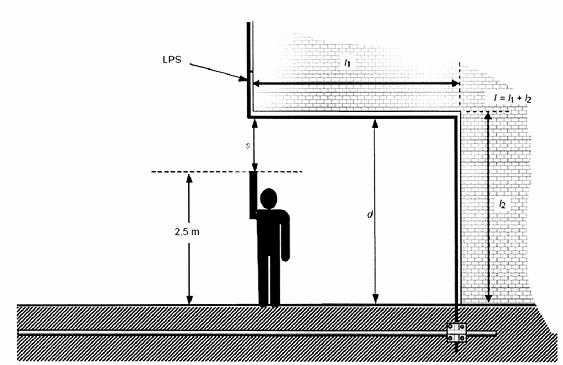 LPS
l₁
l = l₁ + l₂
s
l₂
d
2,5 m